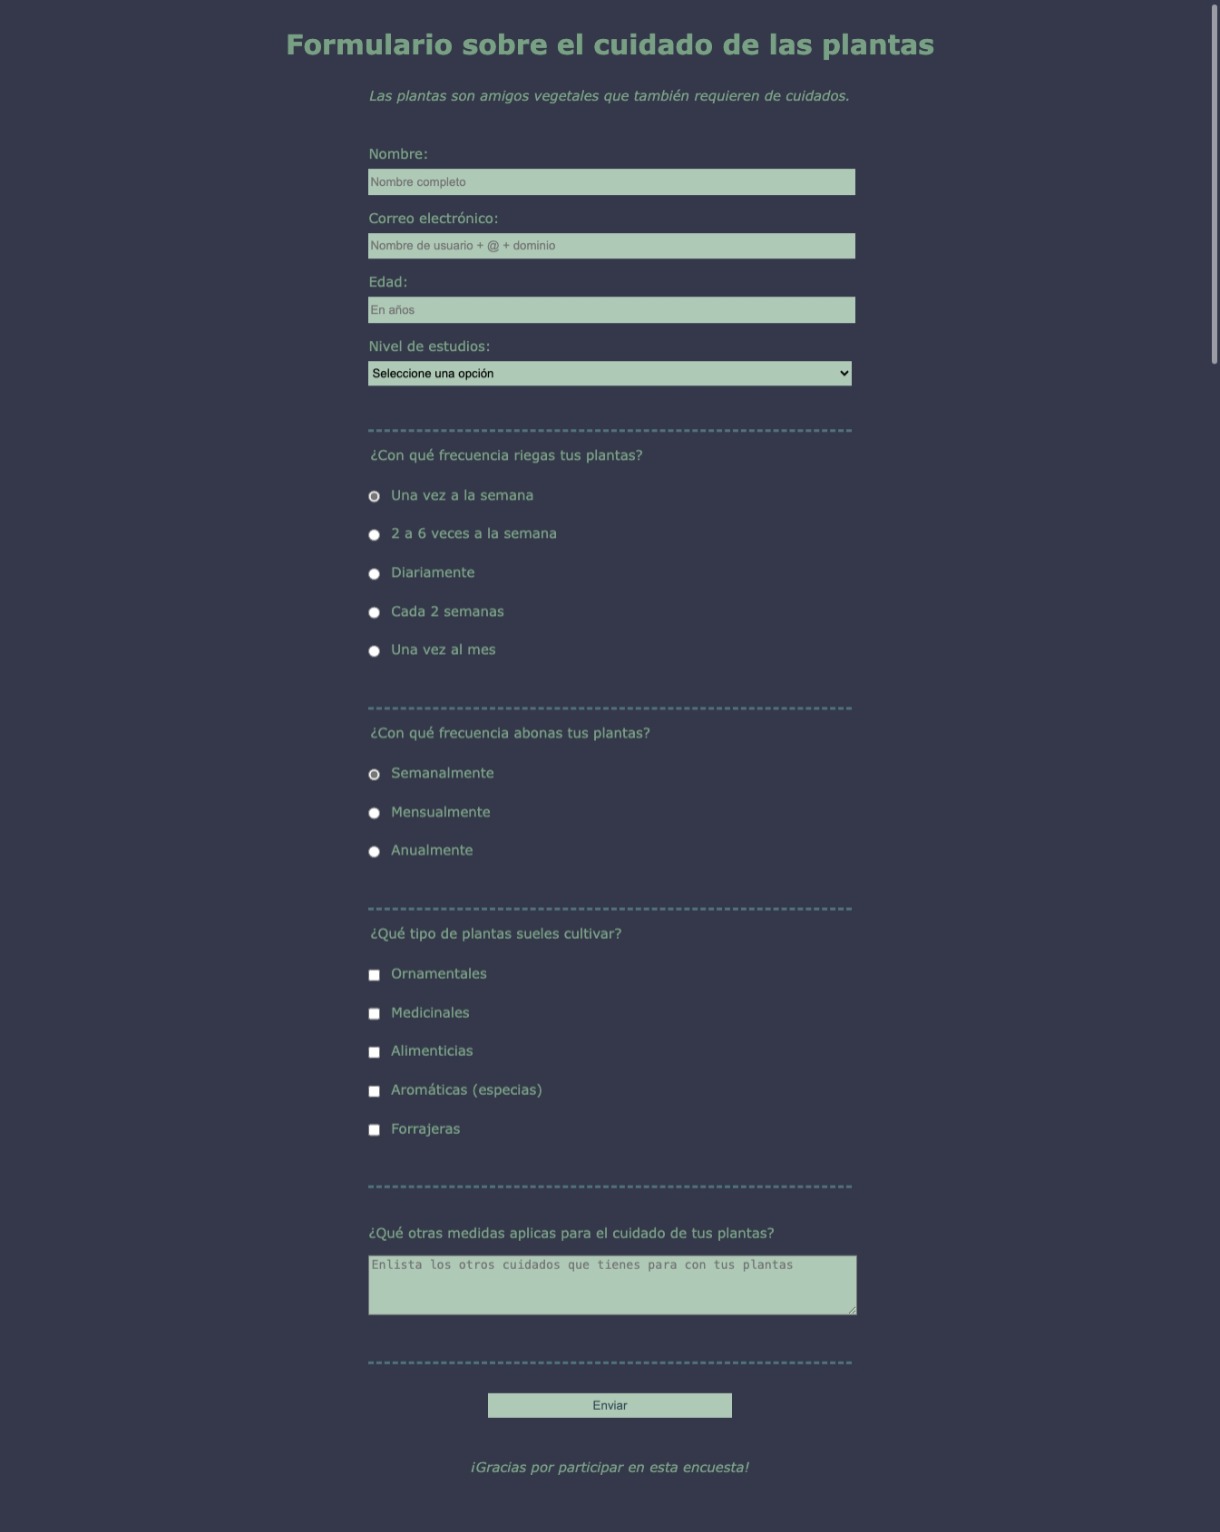 Formulario sobre el cuidado de las plantas
Las plantas son amigos vegetales que también requieren de cuidados.
Nombre:
Nombre completo
Correo electrónico:
Nombre de usuario + @ + dominio
Edad:
En años
Nivel de estudios:
Seleccione una opción
¿Con qué frecuencia riegas tus plantas?
Una vez a la semana
2 a 6 veces a la semana
Diariamente
Cada 2 semanas
Una vez al mes
¿Con qué frecuencia abonas tus plantas?
Semanalmente
Mensualmente
Anualmente
¿Qué tipo de plantas sueles cultivar?
Ornamentales
Medicinales
Alimenticias
Aromáticas (especias)
Forrajeras
¿Qué otras medidas aplicas para el cuidado de tus plantas?
Enlista los otros cuidados que tienes para con tus plantas
Enviar
¡Gracias por participar en esta encuesta!